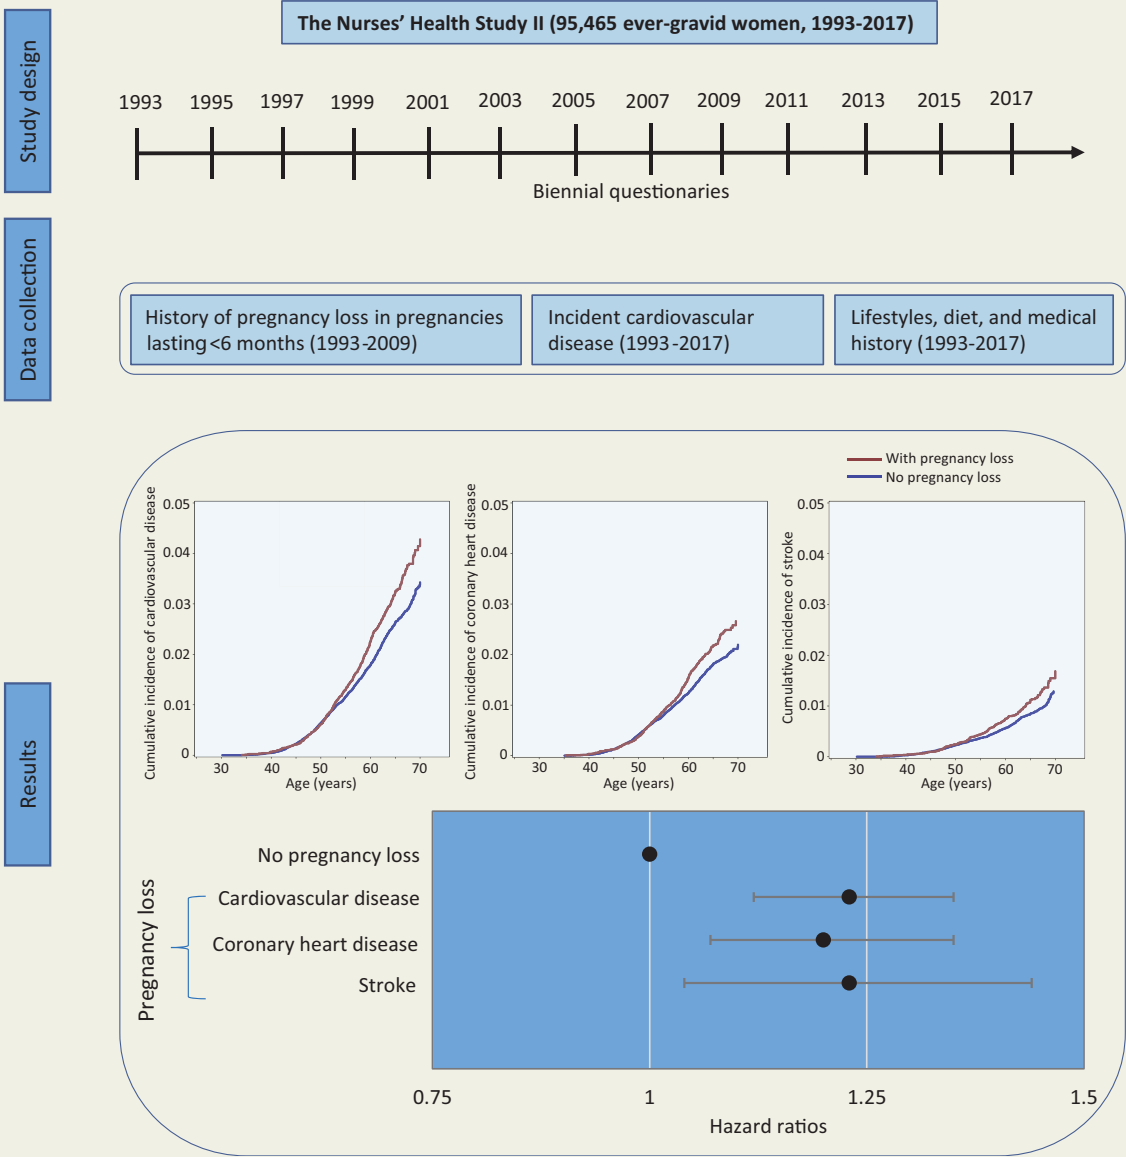 The Nurses' Health Study II (95,465 ever-gravid women, 1993-2017)
Study design
1993 1995 1997 1999 2001 2003 2005 2007 2009 2011 2013 2015 2017
Biennial questionaries
Data collection
History of pregnancy loss in pregnancies
lasting <6 months (1993-2009)
Incident cardiovascular
disease (1993-2017)
Lifestyles, diet, and medical
history (1993-2017)
Results
With pregnancy loss
No pregnancy loss
Cumulative incidence of cardiovascular disease
0.05
0.04
0.03
0.02
0.01
0
30 40 50 60 70
Age (years)
Cumulative incidence of coronary heart disease
0.05
0.04
0.03
0.02
0.01
0
30 40 50 60 70
Age (years)
Cumulative incidence of stroke
0.05
0.04
0.03
0.02
0.01
0
30 40 50 60 70
Age (years)
Pregnancy loss
No pregnancy loss
Cardiovascular disease
Coronary heart disease
Stroke
0.75 1 1.25 1.5
Hazard ratios